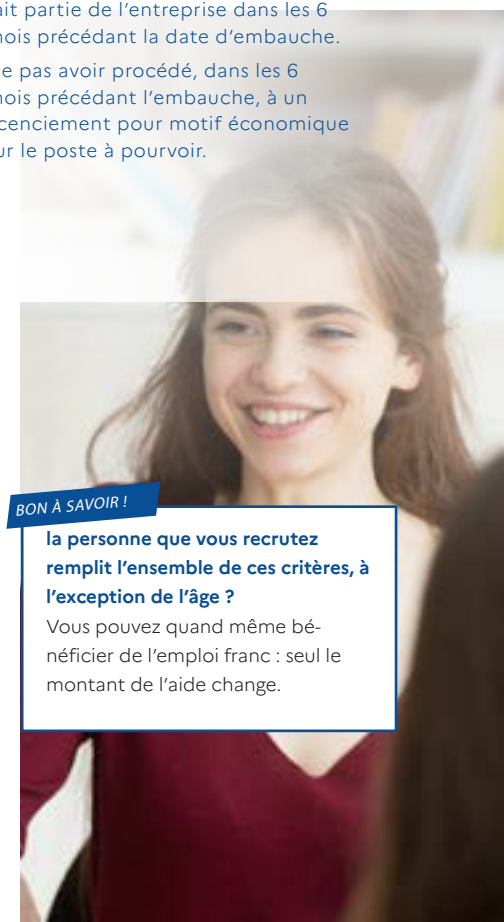 ait partie de l'entreprise dans les 6
mois précédant la date d'embauche.
e pas avoir procédé, dans les 6
mois précédant l'embauche, à un
cenciement pour motif économique
ur le poste à pourvoir.
BON À SAVOIR !
la personne que vous recrutez
remplit l'ensemble de ces critères, à
l'exception de l'âge ?
Vous pouvez quand même bé-
néficier de l'emploi franc : seul le
montant de l'aide change.